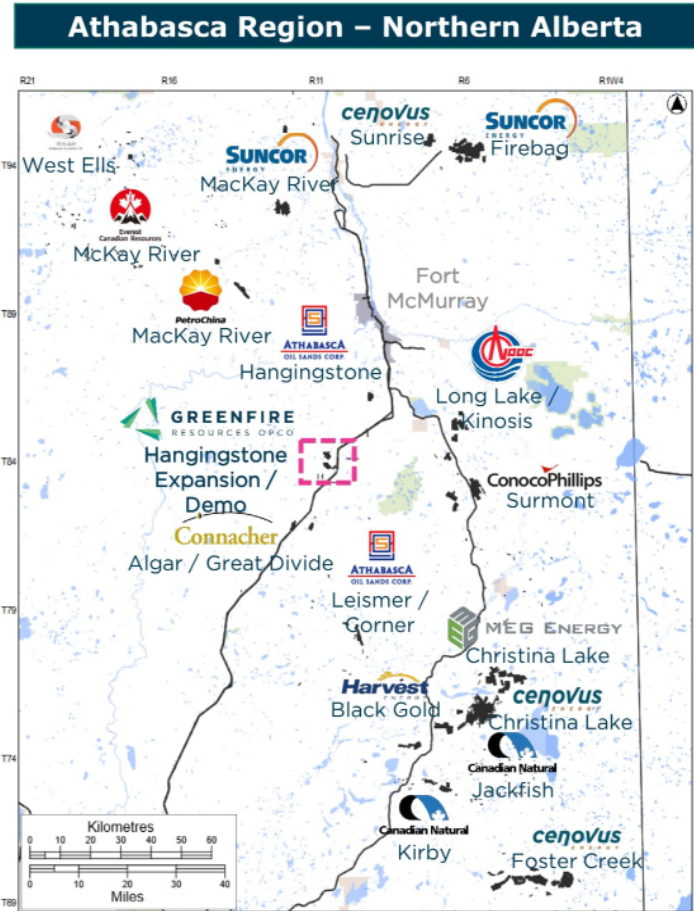 Athabasca Region – Northern Alberta
R21 R16 R11 R6 R1W4
T94
T89
T84
T79
T74
T69
West Ells
SUNCOR
ENERGY
MacKay River
cenovus
ENERGY
Sunrise
SUNCOR
ENERGY
Firebag
Everest
Canadian Resources
McKay River
PetroChina
MacKay River
ATHABASCA
OIL SANDS CORP.
Hangingstone
Fort
McMurray
CNOOC
Long Lake /
Kinosis
GREENFIRE
RESOURCES OPCO
Hangingstone
Expansion /
Demo
ConocoPhillips
Surmont
Connacher
Algar / Great Divide
ATHABASCA
OIL SANDS CORP.
Leismer /
Corner
MEG ENERGY
Christina Lake
Harvest
ENERGY
Black Gold
cenovus
ENERGY
Christina Lake
Canadian Natural
Jackfish
Canadian Natural
Kirby
cenovus
ENERGY
Foster Creek
Kilometres
0 10 20 30 40 50 60
0 10 20 30 40
Miles